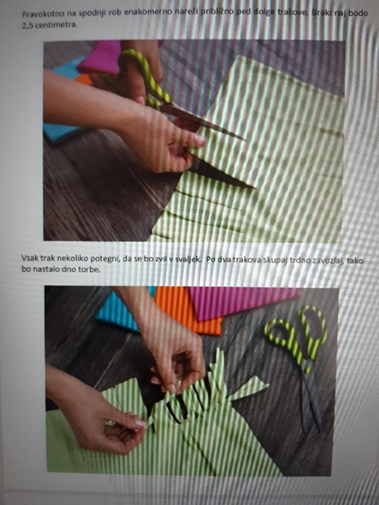 Pravokotno na spodnji rob enakomerno nareži približno ped dolge trakove, široki naj bodo
2,5 centimetra.
Vsak trak nekoliko potegni, da se bo zvil v svaljek. Po dva trakova skupaj trdno zavozlaj, tako
bo nastalo dno torbe.